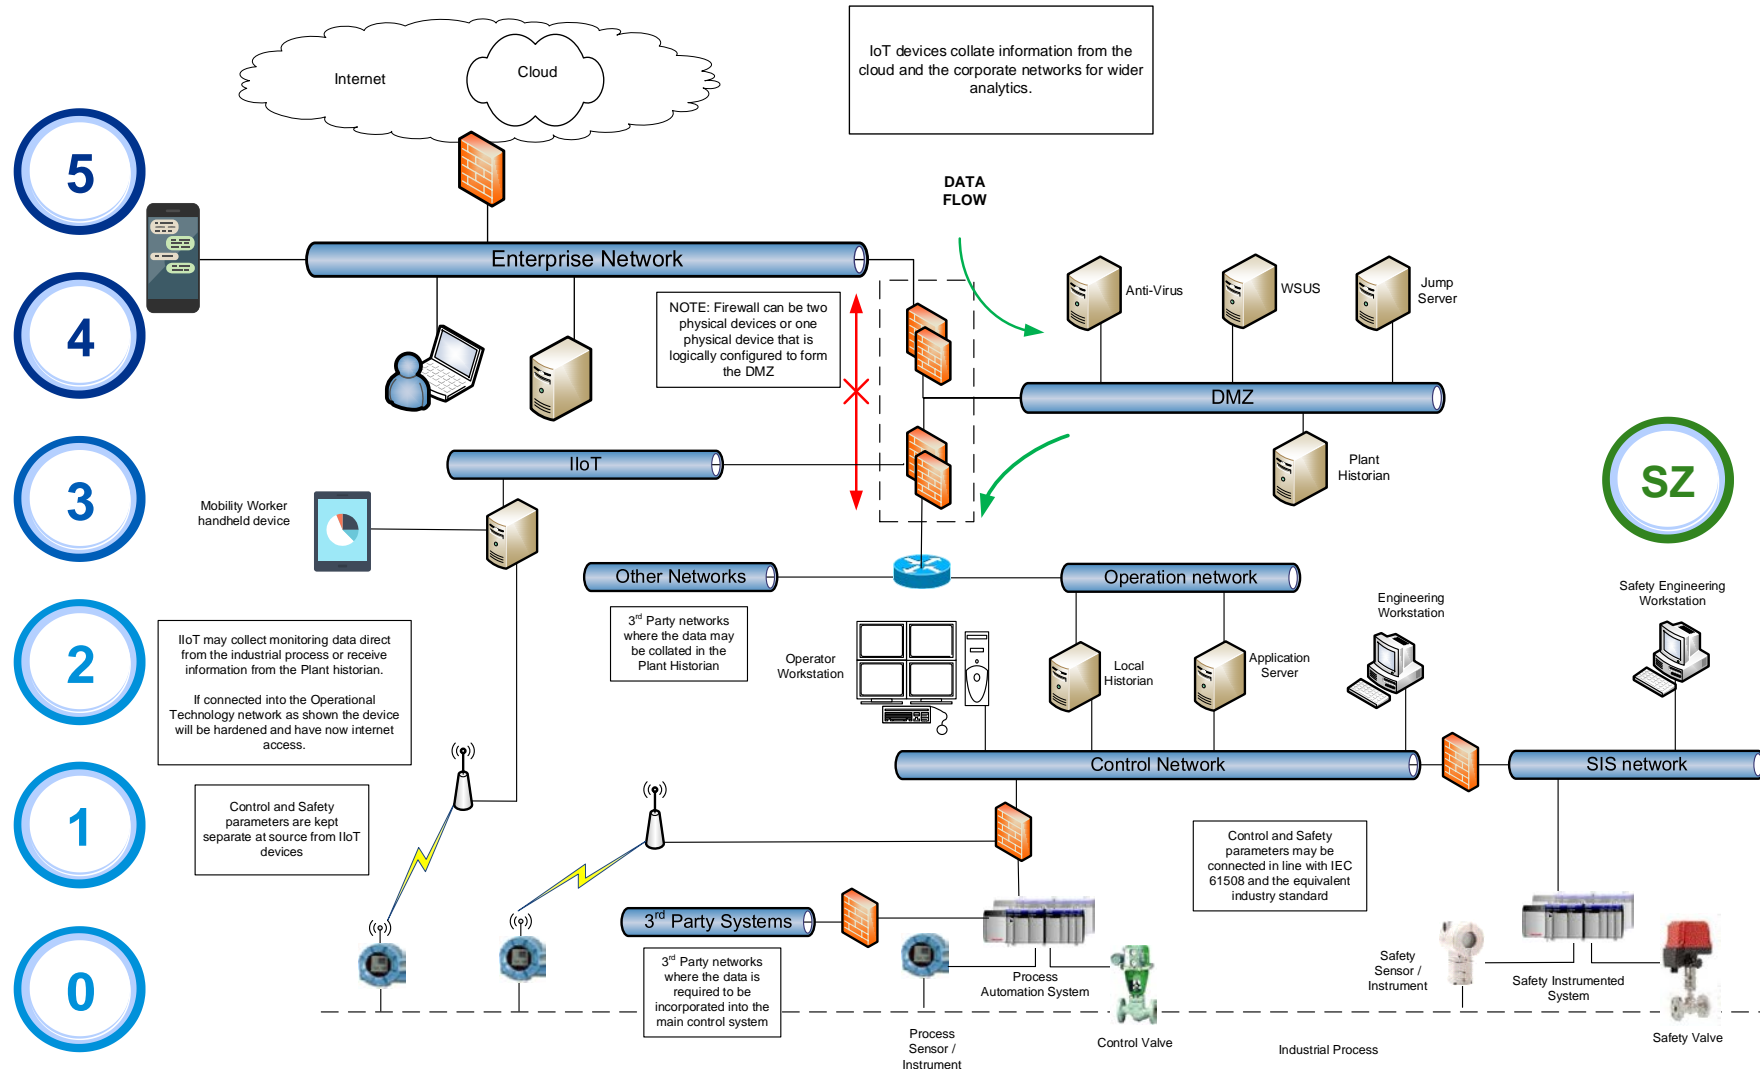 Internet
Cloud
IoT devices collate information from the
cloud and the corporate networks for wider
analytics.
5
DATA
FLOW
Enterprise Network
4
NOTE: Firewall can be two
physical devices or one
physical device that is
logically configured to form
the DMZ
Anti-Virus
WSUS
Jump
Server
DMZ
3
IIoT
Mobility Worker
handheld device
Plant
Historian
SZ
Other Networks
Operation network
2
IIoT may collect monitoring data direct
from the industrial process or receive
information from the Plant historian.
If connected into the Operational
Technology network as shown the device
will be hardened and have now internet
access.
3rd Party networks
where the data may
be collated in the
Plant Historian
Operator
Workstation
Local
Historian
Application
Server
Engineering
Workstation
Safety Engineering
Workstation
Control Network
SIS network
1
Control and Safety
parameters are kept
separate at source from IIoT
devices
Control and Safety
parameters may be
connected in line with IEC
61508 and the equivalent
industry standard
0
3rd Party Systems
3rd Party networks
where the data is
required to be
incorporated into the
main control system
Process
Automation System
Safety
Sensor /
Instrument
Safety Instrumented
System
Process
Sensor /
Instrument
Control Valve
Industrial Process
Safety Valve